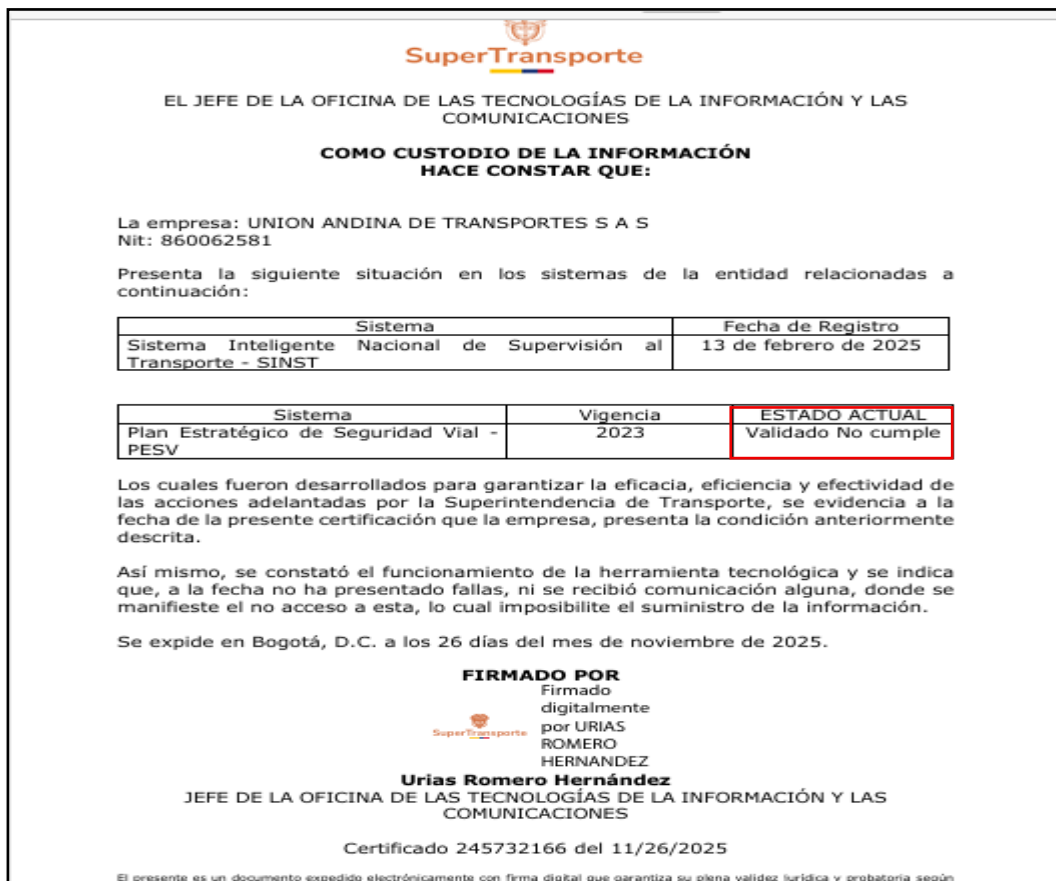 SuperTransporte
EL JEFE DE LA OFICINA DE LAS TECNOLOGÍAS DE LA INFORMACIÓN Y LAS
COMUNICACIONES
COMO CUSTODIO DE LA INFORMACIÓN
HACE CONSTAR QUE:
La empresa: UNION ANDINA DE TRANSPORTES S A S
Nit: 860062581
Presenta la siguiente situación en los sistemas de la entidad relacionadas a
continuación:
Sistema Fecha de Registro
Sistema Inteligente Nacional de Supervisión al 13 de febrero de 2025
Transporte - SINST
Sistema Vigencia ESTADO ACTUAL
Plan Estratégico de Seguridad Vial - 2023 Validado No cumple
PESV
Los cuales fueron desarrollados para garantizar la eficacia, eficiencia y efectividad de
las acciones adelantadas por la Superintendencia de Transporte, se evidencia a la
fecha de la presente certificación que la empresa, presenta la condición anteriormente
descrita.
Así mismo, se constató el funcionamiento de la herramienta tecnológica y se indica
que, a la fecha no ha presentado fallas, ni se recibió comunicación alguna, donde se
manifieste el no acceso a esta, lo cual imposibilite el suministro de la información.
Se expide en Bogotá, D.C. a los 26 días del mes de noviembre de 2025.
FIRMADO POR
Firmado
digitalmente
SuperTransporte por URIAS
ROMERO
HERNANDEZ
Urias Romero Hernández
JEFE DE LA OFICINA DE LAS TECNOLOGÍAS DE LA INFORMACIÓN Y LAS
COMUNICACIONES
Certificado 245732166 del 11/26/2025
El presente es un documento expedido electrónicamente con firma digital que garantiza su plena validez jurídica y probatoria según